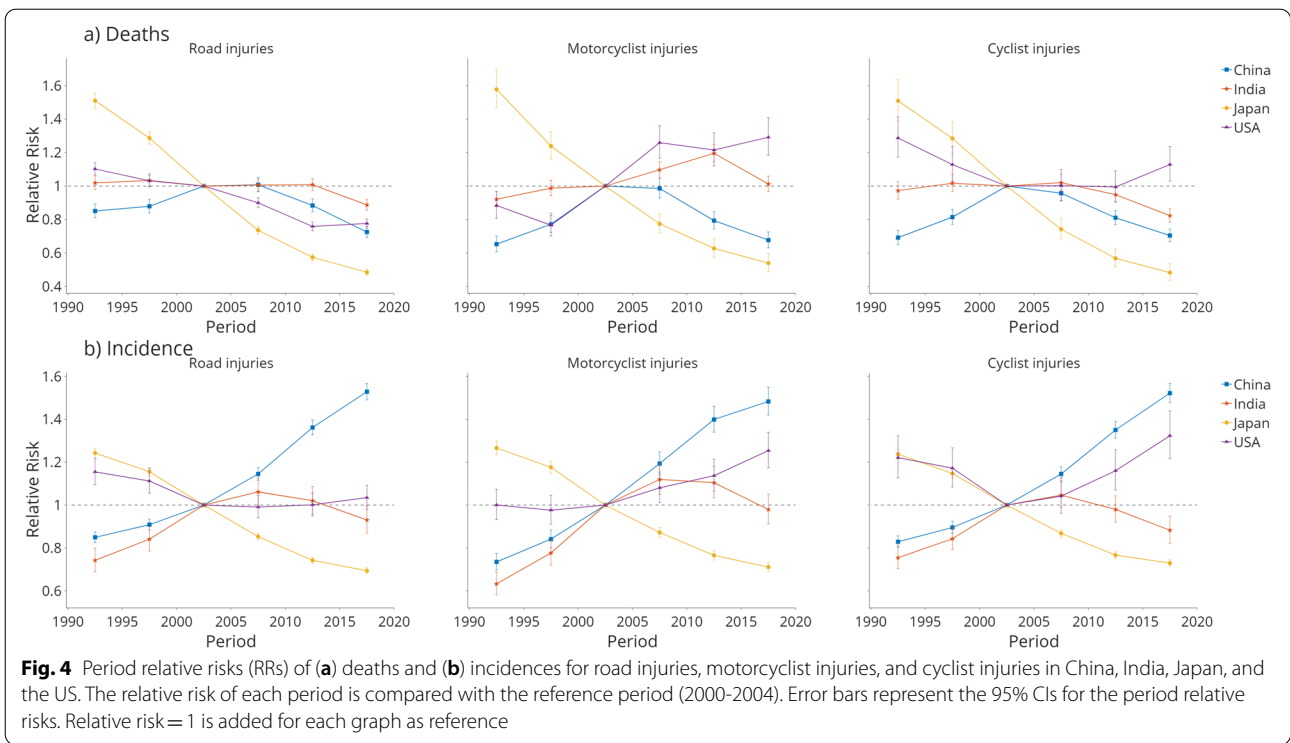 a) Deaths
Road injuries
Motorcyclist injuries
Cyclist injuries
Relative Risk
1.6
1.4
1.2
1
0.8
0.6
0.4
1990 1995 2000 2005 2010 2015 2020
1990 1995 2000 2005 2010 2015 2020
1990 1995 2000 2005 2010 2015 2020
Period
Period
Period
China
India
Japan
USA
b) Incidence
Road injuries
Motorcyclist injuries
Cyclist injuries
Relative Risk
1.6
1.4
1.2
1
0.8
0.6
1990 1995 2000 2005 2010 2015 2020
1990 1995 2000 2005 2010 2015 2020
1990 1995 2000 2005 2010 2015 2020
Period
Period
Period
China
India
Japan
USA
Fig. 4 Period relative risks (RRs) of (a) deaths and (b) incidences for road injuries, motorcyclist injuries, and cyclist injuries in China, India, Japan, and
the US. The relative risk of each period is compared with the reference period (2000-2004). Error bars represent the 95% CIs for the period relative
risks. Relative risk = 1 is added for each graph as reference